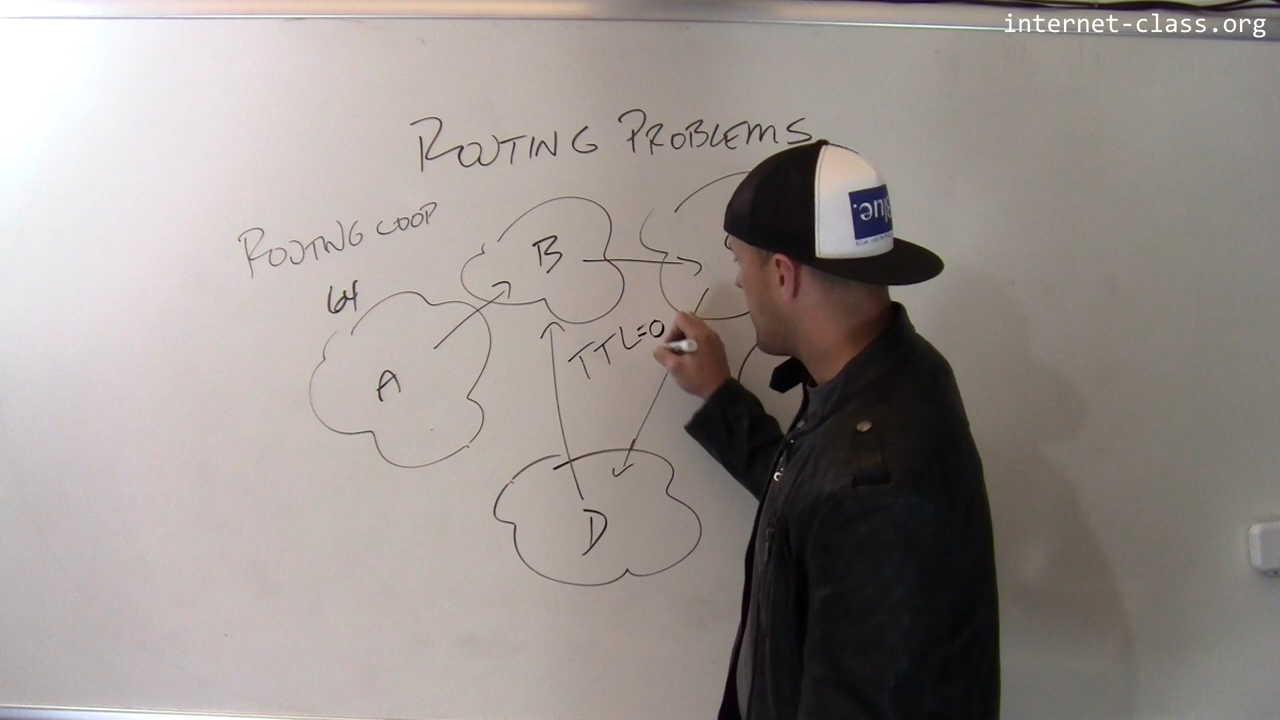 internet-class.org
ROUTING PROBLEMS
ROUTING LOOP
64
B
A
TTL=0
D